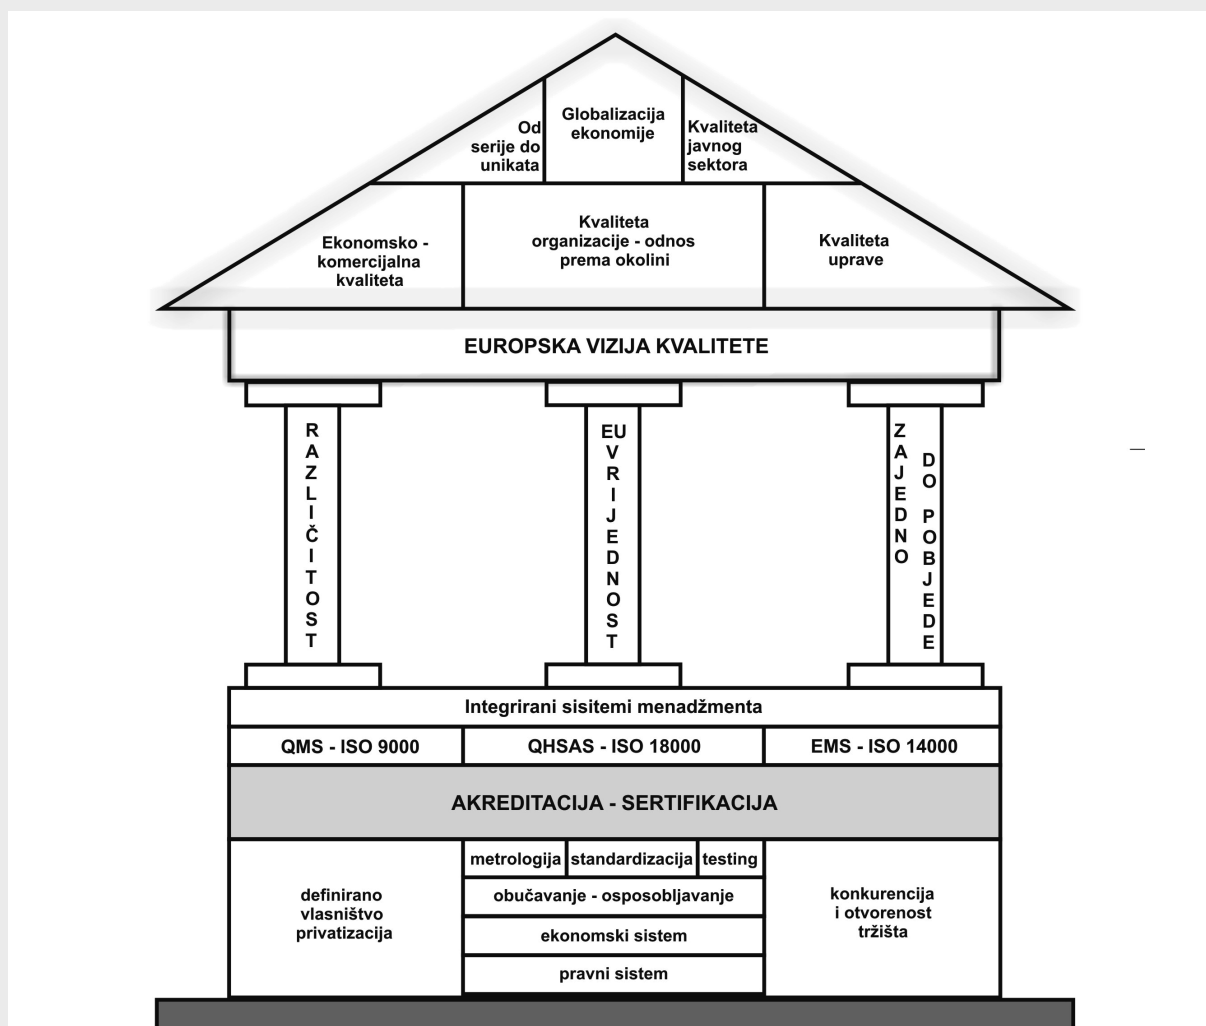 Globalizacija
ekonomije
Od
serije do
unikata
Kvaliteta
javnog
sektora
Ekonomsko -
komercijalna
kvaliteta
Kvaliteta
organizacije - odnos
prema okolini
Kvaliteta
uprave
EUROPSKA VIZIJA KVALITETE
RAZLIČITOST
EU VRIJEDNOST
ZAJEDNO
DO POBJEDE
Integrirani sisitemi menadžmenta
QMS - ISO 9000
QHSAS - ISO 18000
EMS - ISO 14000
AKREDITACIJA - SERTIFIKACIJA
definirano
vlasništvo
privatizacija
metrologija
standardizacija
testing
obučavanje - osposobljavanje
ekonomski sistem
pravni sistem
konkurencija
i otvorenost
tržišta